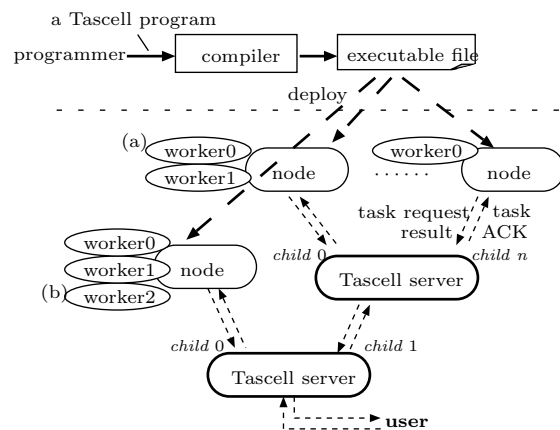 a Tascell program
programmer
compiler
executable file
deploy
(a)
worker0
worker1
node
worker0
......
node
task request
result
task
ACK
child 0
child n
Tascell server
worker0
worker1
worker2
node
(b)
child 0
child 1
Tascell server
user